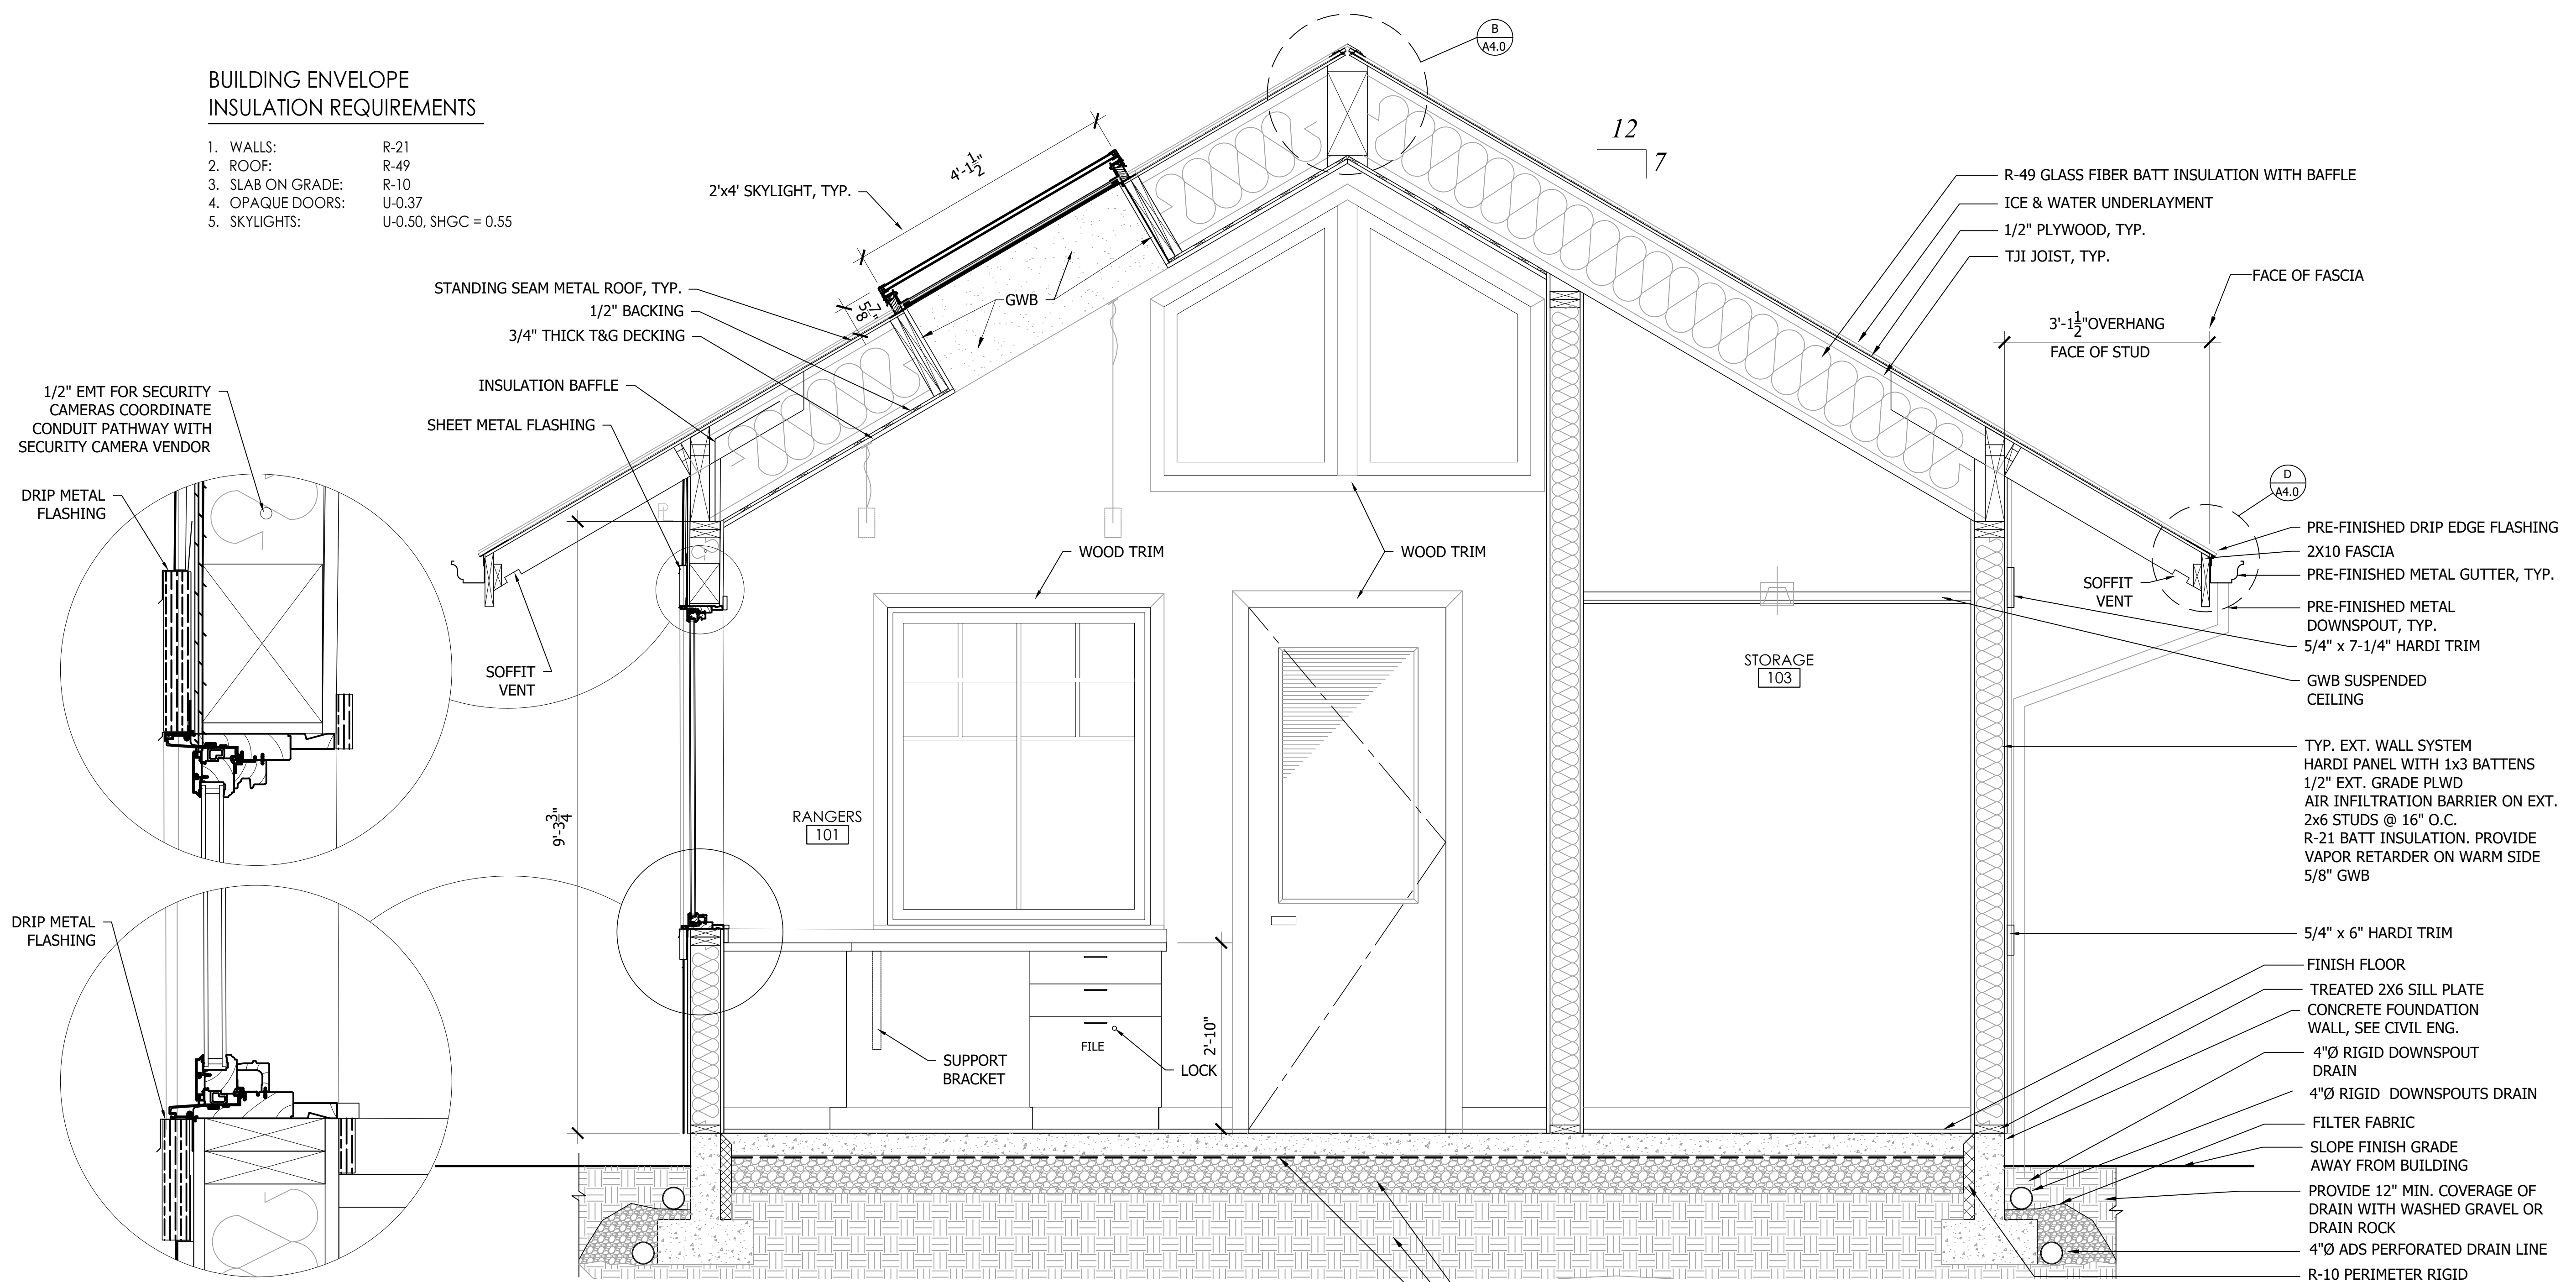 BUILDING ENVELOPE
INSULATION REQUIREMENTS
1. WALLS: R-21
2. ROOF: R-49
3. SLAB ON GRADE: R-10
4. OPAQUE DOORS: U-0.37
5. SKYLIGHTS: U-0.50, SHGC = 0.55
B
A4.0
12
7
4'-1 1/2"
2'x4' SKYLIGHT, TYP.
5 7/8"
STANDING SEAM METAL ROOF, TYP.
1/2" BACKING
3/4" THICK T&G DECKING
INSULATION BAFFLE
SHEET METAL FLASHING
GWB
R-49 GLASS FIBER BATT INSULATION WITH BAFFLE
ICE & WATER UNDERLAYMENT
1/2" PLYWOOD, TYP.
TJI JOIST, TYP.
FACE OF FASCIA
3'-1 1/2"OVERHANG
FACE OF STUD
1/2" EMT FOR SECURITY
CAMERAS COORDINATE
CONDUIT PATHWAY WITH
SECURITY CAMERA VENDOR
DRIP METAL
FLASHING
PL
SOFFIT
VENT
WOOD TRIM
WOOD TRIM
D
A4.0
PRE-FINISHED DRIP EDGE FLASHING
2X10 FASCIA
PRE-FINISHED METAL GUTTER, TYP.
SOFFIT
VENT
PRE-FINISHED METAL
DOWNSPOUT, TYP.
5/4" x 7-1/4" HARDI TRIM
GWB SUSPENDED
CEILING
STORAGE
103
RANGERS
101
9'-3 3/4"
TYP. EXT. WALL SYSTEM
HARDI PANEL WITH 1x3 BATTENS
1/2" EXT. GRADE PLWD
AIR INFILTRATION BARRIER ON EXT.
2x6 STUDS @ 16" O.C.
R-21 BATT INSULATION. PROVIDE
VAPOR RETARDER ON WARM SIDE
5/8" GWB
DRIP METAL
FLASHING
5/4" x 6" HARDI TRIM
FINISH FLOOR
TREATED 2X6 SILL PLATE
CONCRETE FOUNDATION
WALL, SEE CIVIL ENG.
4"Ø RIGID DOWNSPOUT
DRAIN
4"Ø RIGID DOWNSPOUTS DRAIN
FILTER FABRIC
SLOPE FINISH GRADE
AWAY FROM BUILDING
PROVIDE 12" MIN. COVERAGE OF
DRAIN WITH WASHED GRAVEL OR
DRAIN ROCK
4"Ø ADS PERFORATED DRAIN LINE
R-10 PERIMETER RIGID
SUPPORT
BRACKET
FILE
LOCK
2'-10"